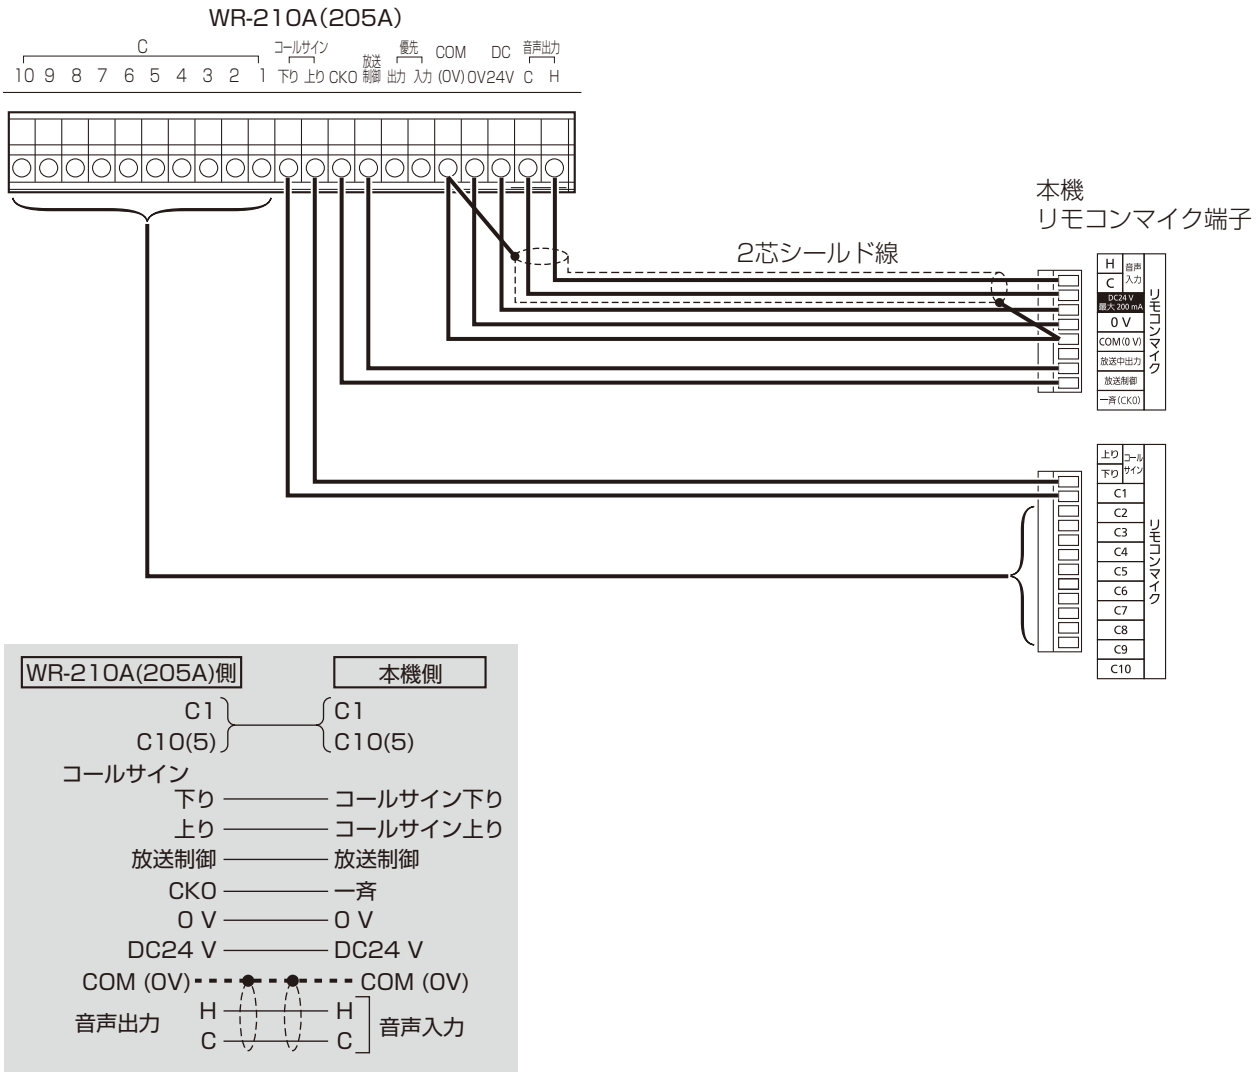 WR-210A(205A)
C
コールサイン
放送制御
優先
COM
DC
音声出力
10 9 8 7 6 5 4 3 2 1 下り 上り CK0 出力 入力 (0V) 0V 24V C H
本機
リモコンマイク端子
2芯シールド線
H
C
音声入力
DC24 V
最大 200 mA
0 V
COM(0 V)
放送中出力
放送制御
一斉(CK0)
リモコンマイク
上り
下り
コールサイン
C1
C2
C3
C4
C5
C6
C7
C8
C9
C10
リモコンマイク
WR-210A(205A)側 本機側
C1 C1
C10(5) C10(5)
コールサイン
下り コールサイン下り
上り コールサイン上り
放送制御 放送制御
CK0 一斉
0 V 0 V
DC24 V DC24 V
COM (0V) COM (0V)
音声出力 H H 音声入力
C C